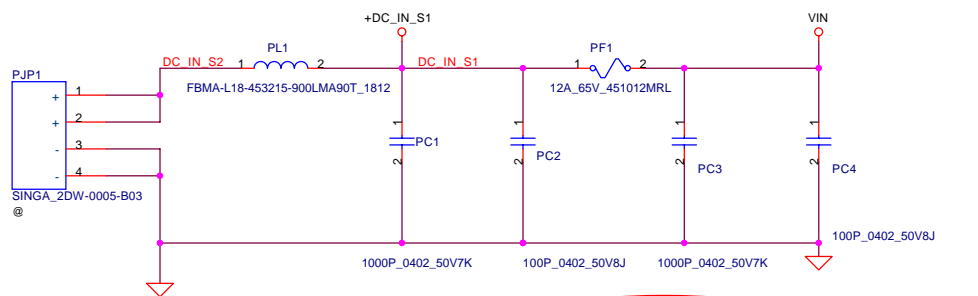 +DC_IN_S1
VIN
PL1
PF1
DC_IN_S2
1
2
DC_IN_S1
1
2
PJP1
FBMA-L18-453215-900LMA90T_1812
12A_65V_451012MRL
+
1
+
2
-
3
-
4
1
2
PC1
1
2
PC2
1
2
PC3
1
2
PC4
SINGA_2DW-0005-B03
@
100P_0402_50V8J
1000P_0402_50V7K
100P_0402_50V8J
1000P_0402_50V7K